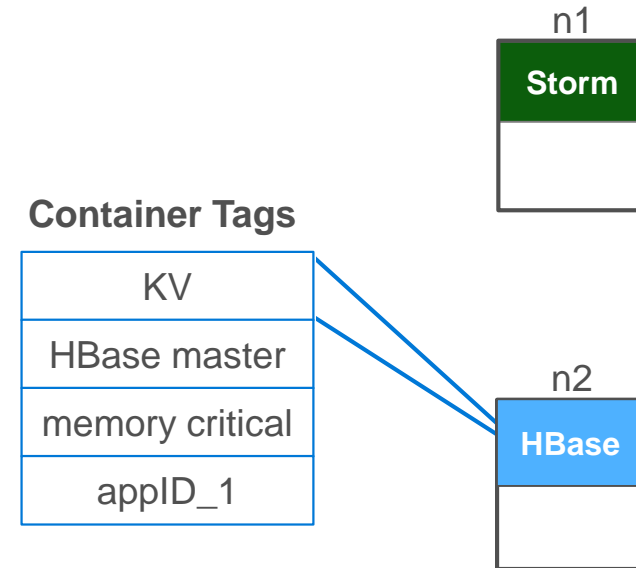 n1
Storm
Container Tags
KV
HBase master
memory critical
appID_1
n2
HBase